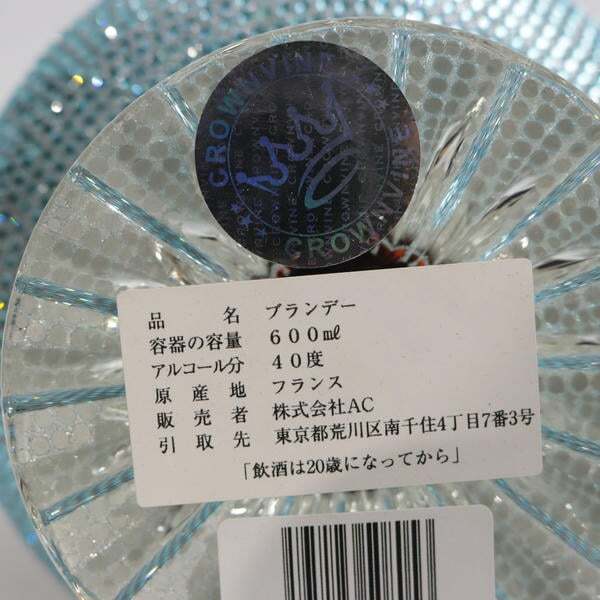 CROWNVINE
CROWNVINE
品名 ブランデー
容器の容量 600㎖
アルコール分 40度
原産地 フランス
販売者 株式会社AC
引取先 東京都荒川区南千住4丁目7番3号
「飲酒は20歳になってから」